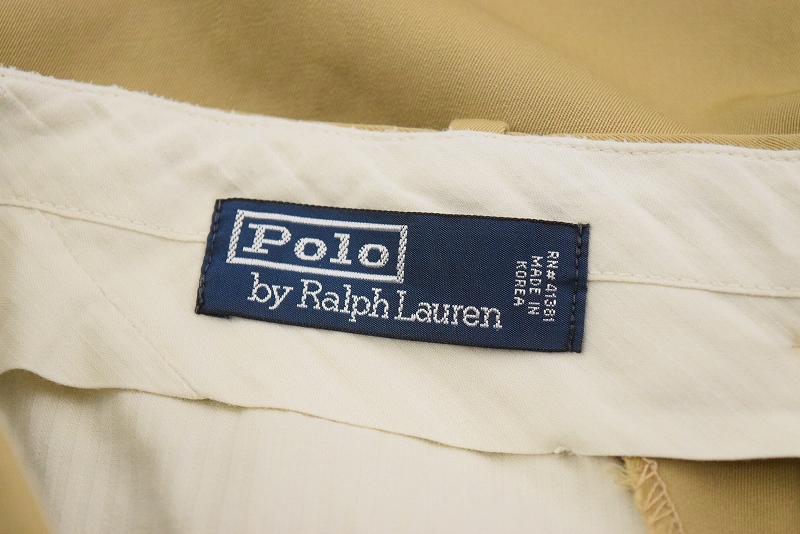 Polo
by Ralph Lauren
RN# 41381
MADE IN
KOREA